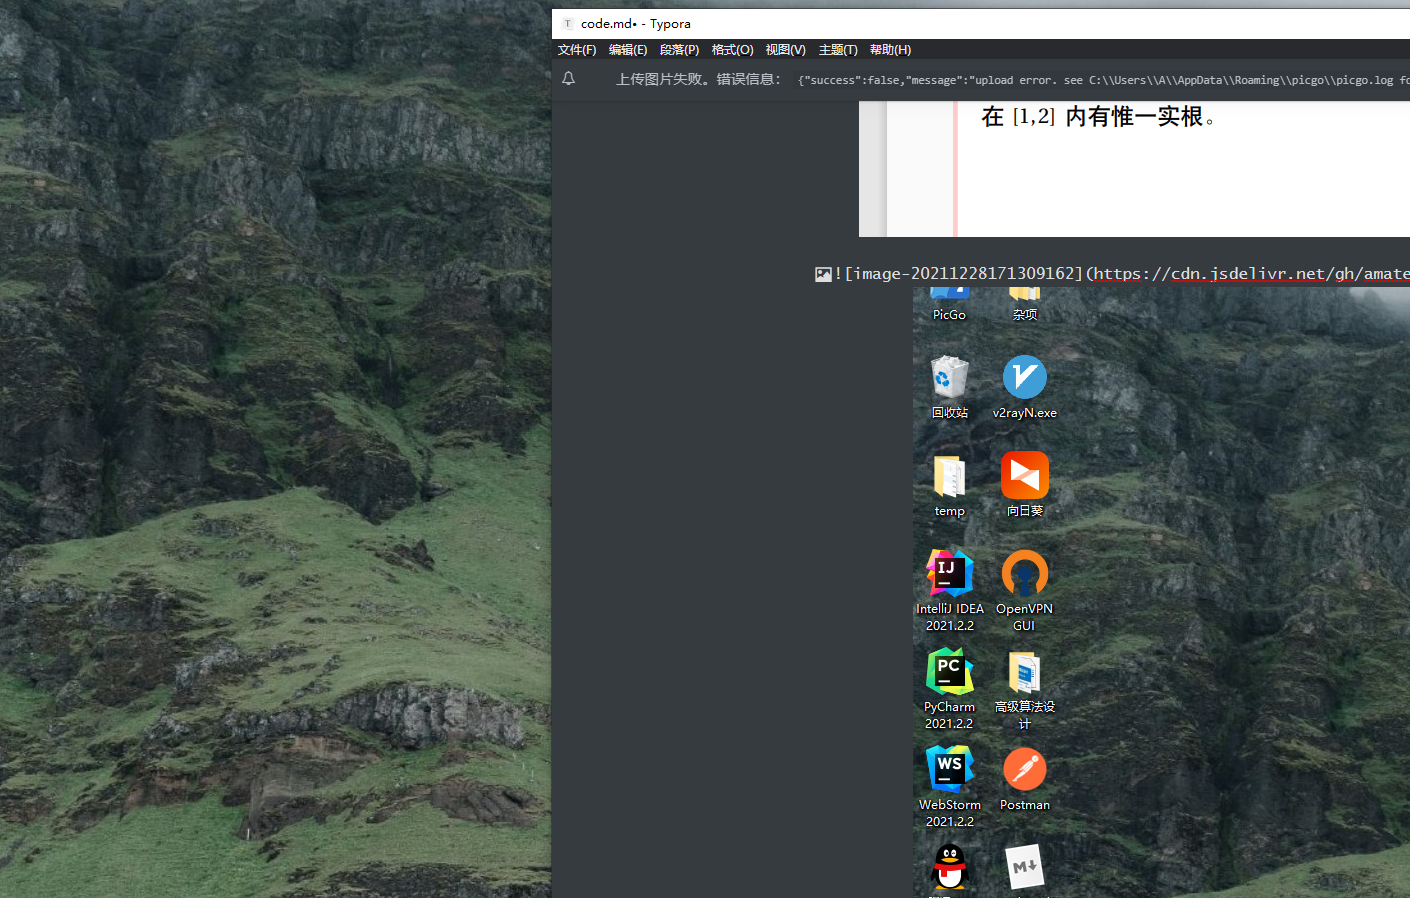 T code.md• - Typora
文件(F) 编辑(E) 段落(P) 格式(O) 视图(V) 主题(T) 帮助(H)
上传图片失败。错误信息： {"success":false,"message":"upload error. see C:\\Users\\A\\AppData\\Roaming\\picgo\\picgo.log
在 [1,2] 内有惟一实根。
![image-20211228171309162](https://cdn.jsdelivr.net/gh/amate
PicGo
杂项
回收站
v2rayN.exe
temp
向日葵
IJ
IntelliJ IDEA
2021.2.2
OpenVPN
GUI
PC
PyCharm
2021.2.2
高级算法设
计
WS
WebStorm
2021.2.2
Postman
M